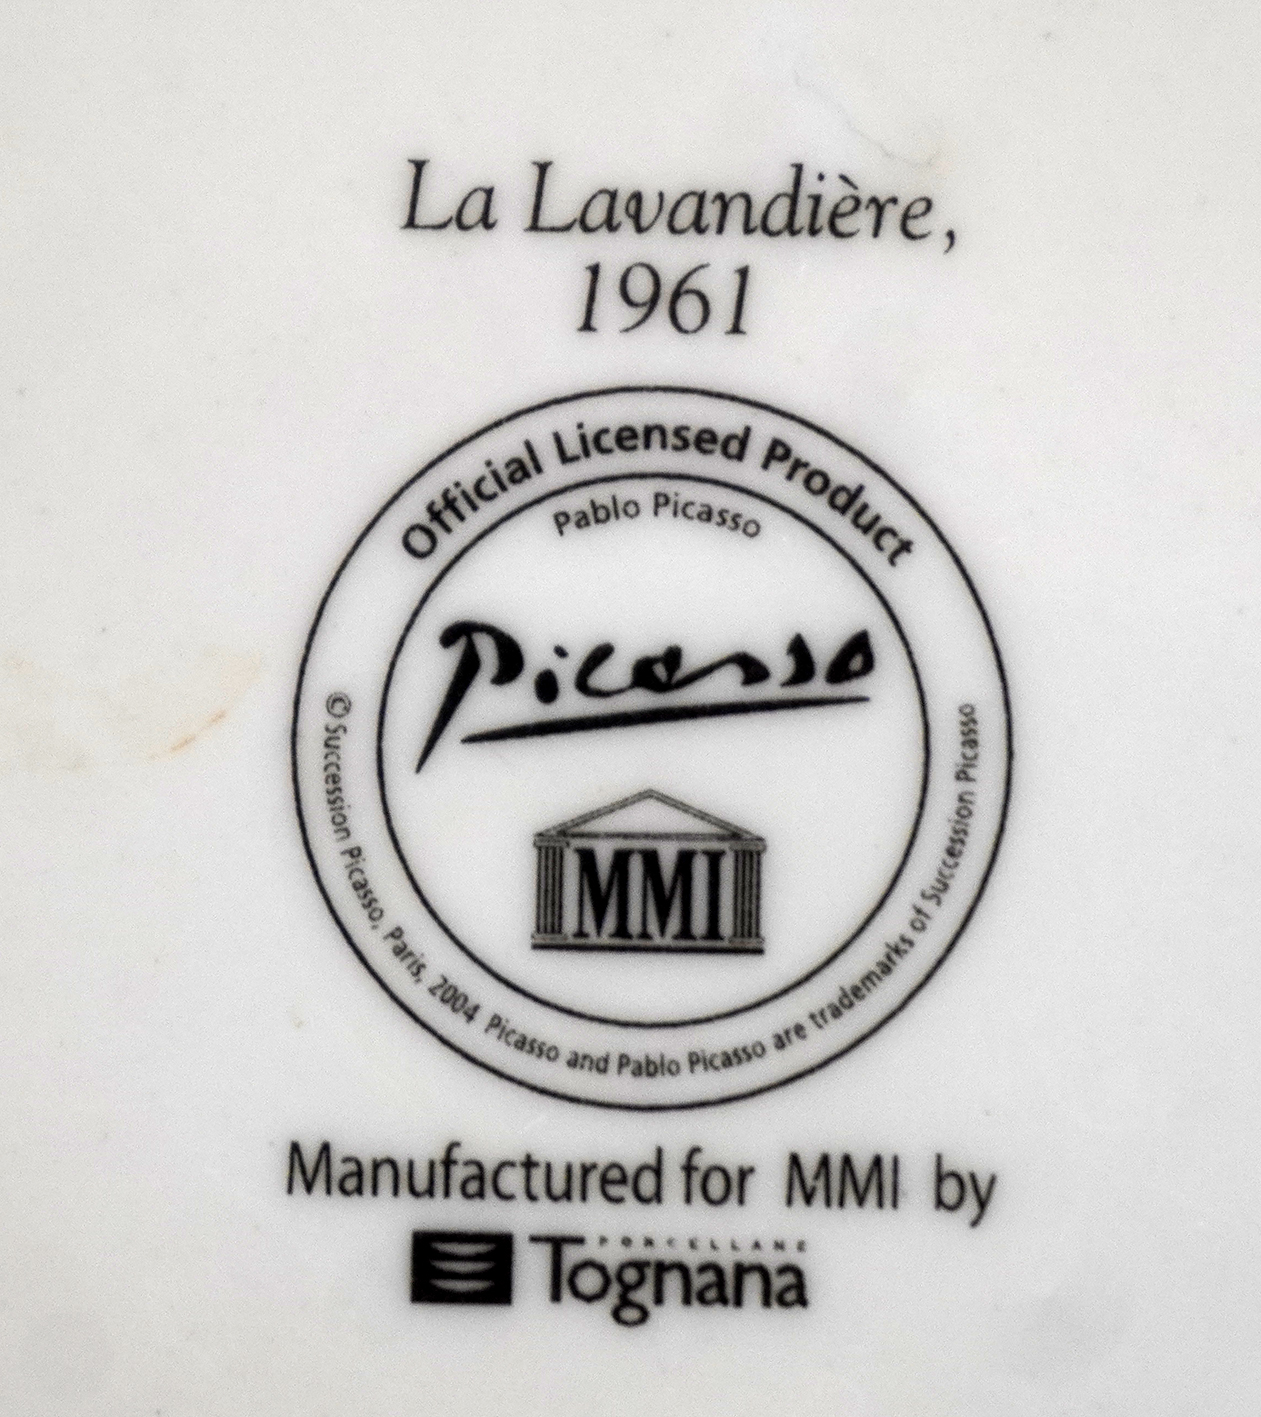 La Lavandière,
1961
Official Licensed Product
Pablo Picasso
Picasso
MMI
© Succession Picasso, Paris, 2004 Picasso and Pablo Picasso are trademarks of Succession Picasso
Manufactured for MMI by
PORCELLANE
Tognana